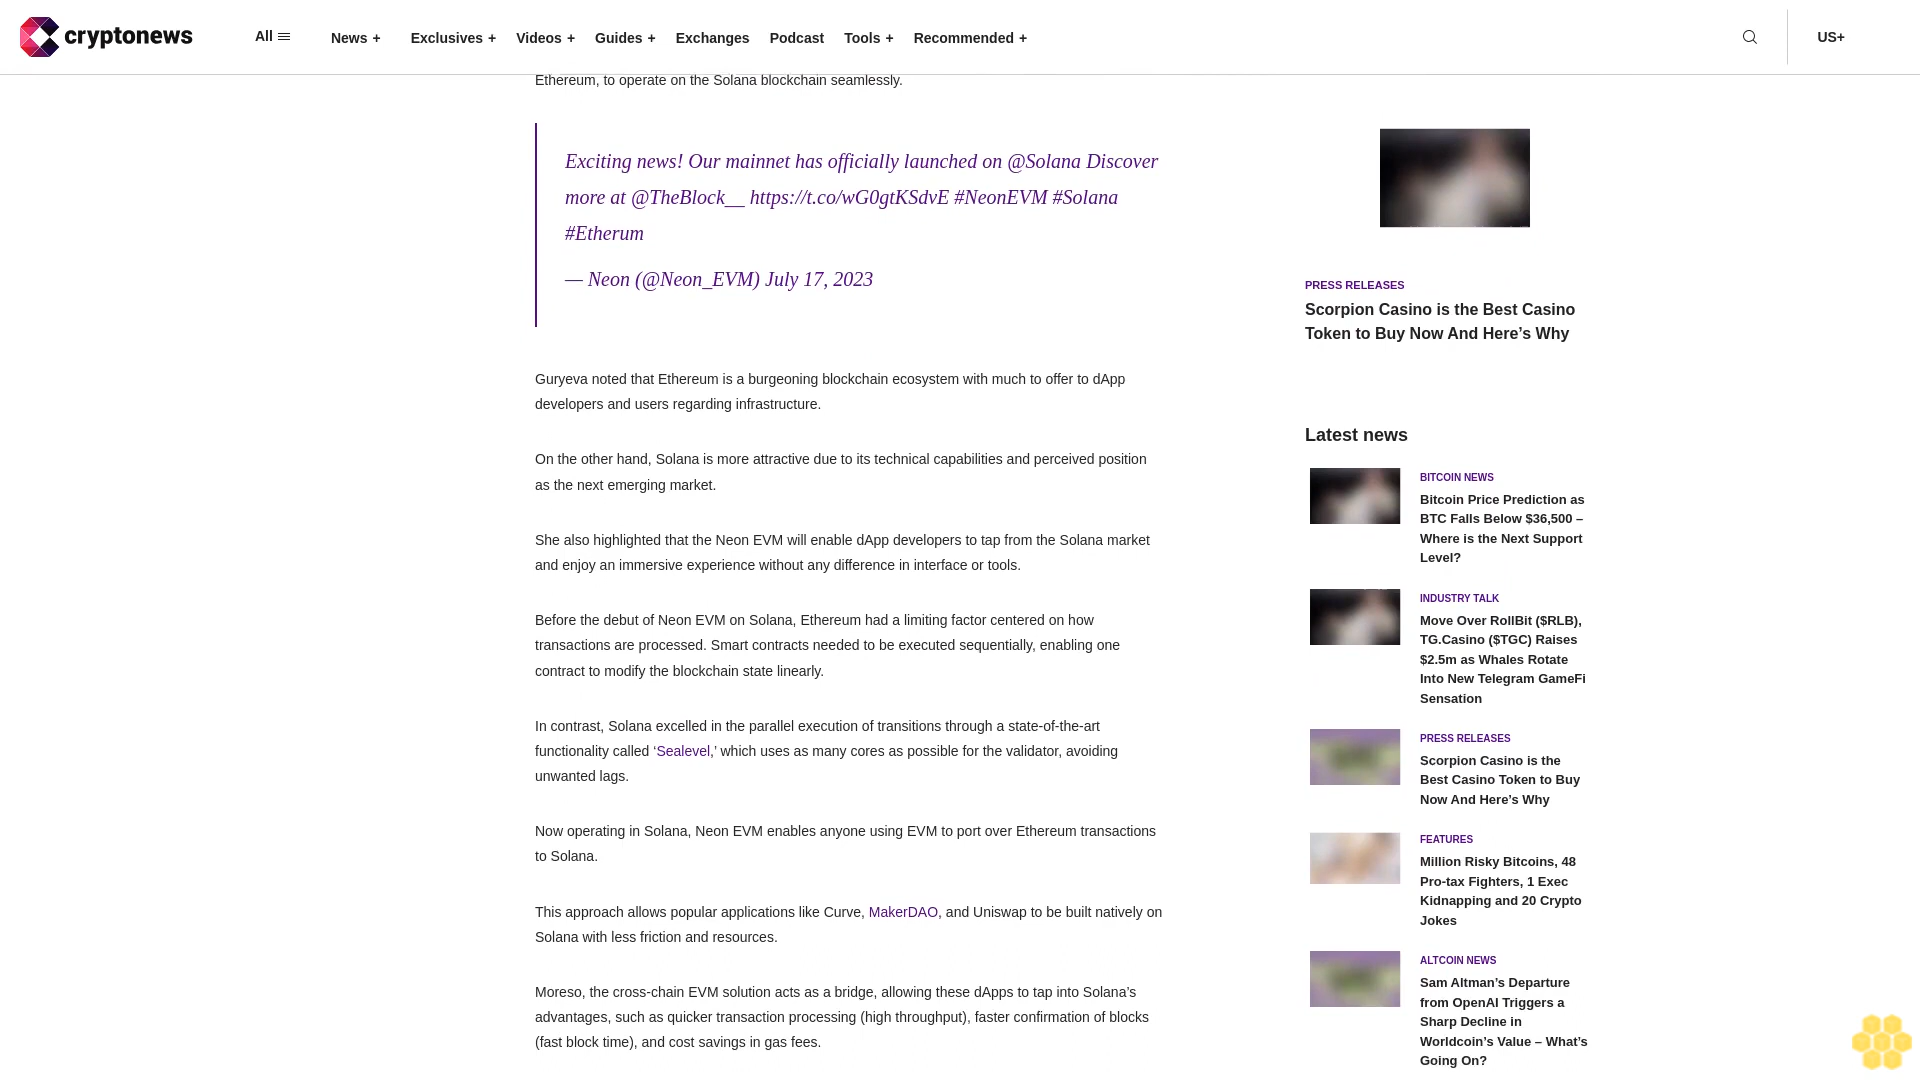 cryptonews
All
News +
Exclusives +
Videos +
Guides +
Exchanges
Podcast
Tools +
Recommended +
US+
Ethereum, to operate on the Solana blockchain seamlessly.
Exciting news! Our mainnet has officially launched on @Solana Discover
more at @TheBlock__ https://t.co/wG0gtKSdvE #NeonEVM #Solana
#Etherum
— Neon (@Neon_EVM) July 17, 2023
Guryeva noted that Ethereum is a burgeoning blockchain ecosystem with much to offer to dApp
developers and users regarding infrastructure.
On the other hand, Solana is more attractive due to its technical capabilities and perceived position
as the next emerging market.
She also highlighted that the Neon EVM will enable dApp developers to tap from the Solana market
and enjoy an immersive experience without any difference in interface or tools.
Before the debut of Neon EVM on Solana, Ethereum had a limiting factor centered on how
transactions are processed. Smart contracts needed to be executed sequentially, enabling one
contract to modify the blockchain state linearly.
In contrast, Solana excelled in the parallel execution of transitions through a state-of-the-art
functionality called ‘Sealevel,’ which uses as many cores as possible for the validator, avoiding
unwanted lags.
Now operating in Solana, Neon EVM enables anyone using EVM to port over Ethereum transactions
to Solana.
This approach allows popular applications like Curve, MakerDAO, and Uniswap to be built natively on
Solana with less friction and resources.
Moreso, the cross-chain EVM solution acts as a bridge, allowing these dApps to tap into Solana’s
advantages, such as quicker transaction processing (high throughput), faster confirmation of blocks
(fast block time), and cost savings in gas fees.
PRESS RELEASES
Scorpion Casino is the Best Casino
Token to Buy Now And Here’s Why
Latest news
BITCOIN NEWS
Bitcoin Price Prediction as
BTC Falls Below $36,500 –
Where is the Next Support
Level?
INDUSTRY TALK
Move Over RollBit ($RLB),
TG.Casino ($TGC) Raises
$2.5m as Whales Rotate
Into New Telegram GameFi
Sensation
PRESS RELEASES
Scorpion Casino is the
Best Casino Token to Buy
Now And Here’s Why
FEATURES
Million Risky Bitcoins, 48
Pro-tax Fighters, 1 Exec
Kidnapping and 20 Crypto
Jokes
ALTCOIN NEWS
Sam Altman’s Departure
from OpenAI Triggers a
Sharp Decline in
Worldcoin’s Value – What’s
Going On?